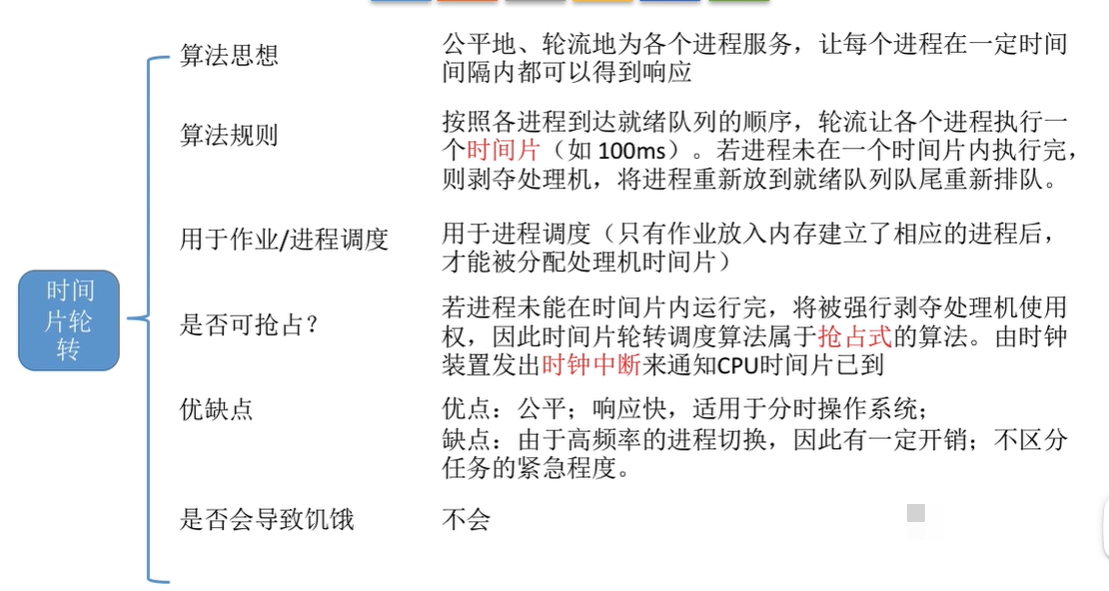 算法思想
公平地、轮流地为各个进程服务，让每个进程在一定时间
间隔内都可以得到响应
算法规则
按照各进程到达就绪队列的顺序，轮流让各个进程执行一
个时间片（如 100ms）。若进程未在一个时间片内执行完，
则剥夺处理机，将进程重新放到就绪队列队尾重新排队。
用于作业/进程调度
用于进程调度（只有作业放入内存建立了相应的进程后，
才能被分配处理机时间片）
时间
片轮
转
是否可抢占？
若进程未能在时间片内运行完，将被强行剥夺处理机使用
权，因此时间片轮转调度算法属于抢占式的算法。由时钟
装置发出时钟中断来通知CPU时间片已到
优缺点
优点：公平；响应快，适用于分时操作系统；
缺点：由于高频率的进程切换，因此有一定开销；不区分
任务的紧急程度。
是否会导致饥饿
不会